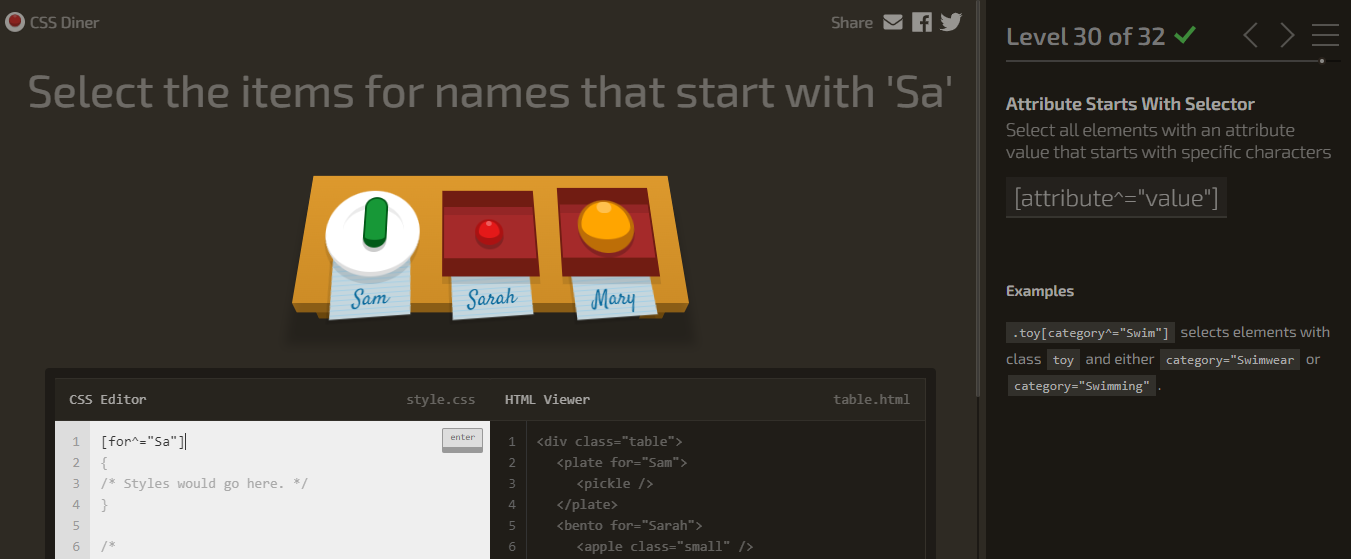 CSS Diner
Share
Select the items for names that start with 'Sa'
Sam
Sarah
Mary
CSS Editor
style.css
1 [for^="Sa"]
enter
2 {
3 /* Styles would go here. */
4 }
5
6 /*
HTML Viewer
table.html
1 <div class="table">
2 <plate for="Sam">
3 <pickle />
4 </plate>
5 <bento for="Sarah">
6 <apple class="small" />
Level 30 of 32
Attribute Starts With Selector
Select all elements with an attribute
value that starts with specific characters
[attribute^="value"]
Examples
.toy[category^="Swim"] selects elements with
class toy and either category="Swimwear or
category="Swimming" .